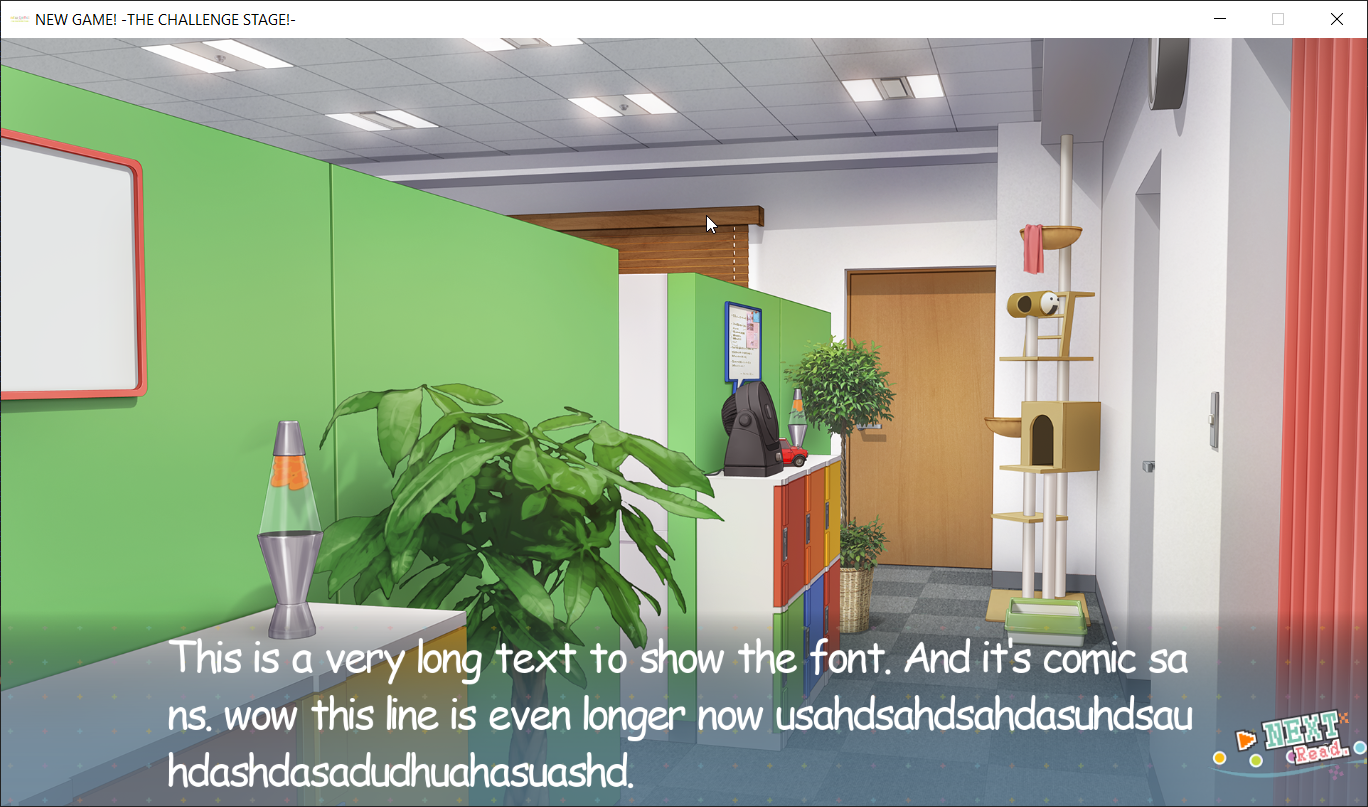 NEW GAME! -THE CHALLENGE STAGE!-
This is a very long text to show the font. And it's comic sa
ns. wow this line is even longer now usahdsahdsahdasuhdsau
hdashdasadudhuahasuashd.
NEXT
Read.